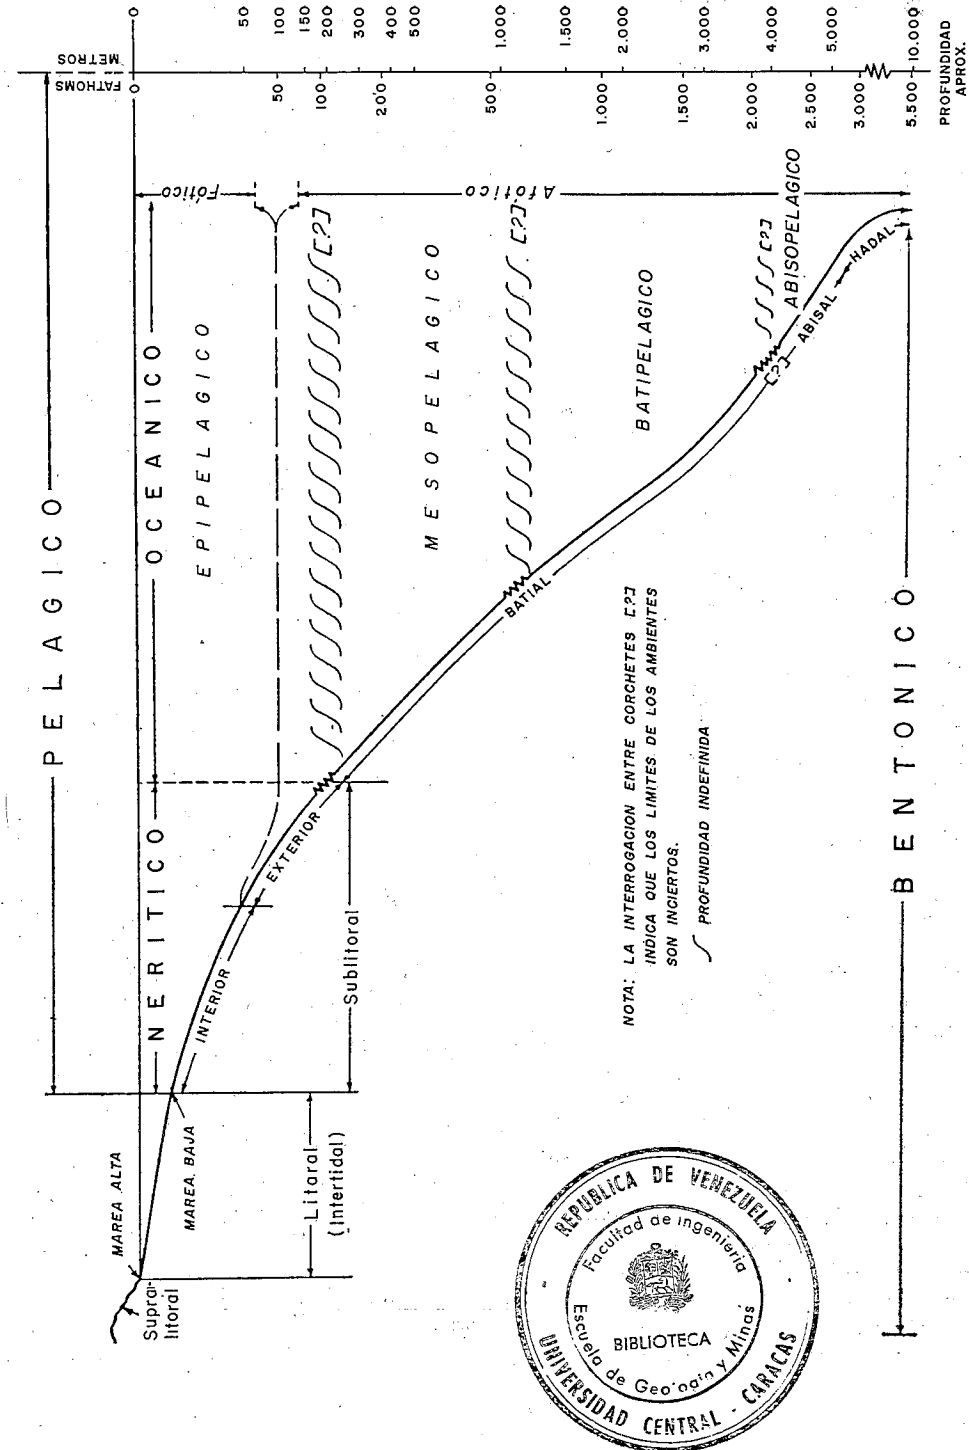 PELAGICO
NERITICO
OCEANICO
FATHOMS
METROS
MAREA ALTA
Supra-
litoral
MAREA BAJA
Litaral
(Intertidal)
INTERIOR
EXTERIOR
Sublitoral
EPIPELAGICO
Fótico
Afótico
[?]
MESOPELAGICO
[?]
BATIAL
BATIPELAGICO
[?]
[?]
ABISOPELAGICO
ABISAL
HADAL
0
50
100
200
500
1.000
1.500
2.000
2.500
3.000
5.500
0
50
100
150
200
300
400
500
1.000
1.500
2.000
3.000
4.000
5.000
10.000
PROFUNDIDAD
APROX.
NOTA: LA INTERROGACION ENTRE CORCHETES [?]
INDICA QUE LOS LIMITES DE LOS AMBIENTES
SON INCIERTOS.
PROFUNDIDAD INDEFINIDA
BENTONICO
REPUBLICA DE VENEZUELA
Facultad de ingenieria
BIBLIOTECA
Escuela de Geología y Minas
UNIVERSIDAD CENTRAL - CARACAS